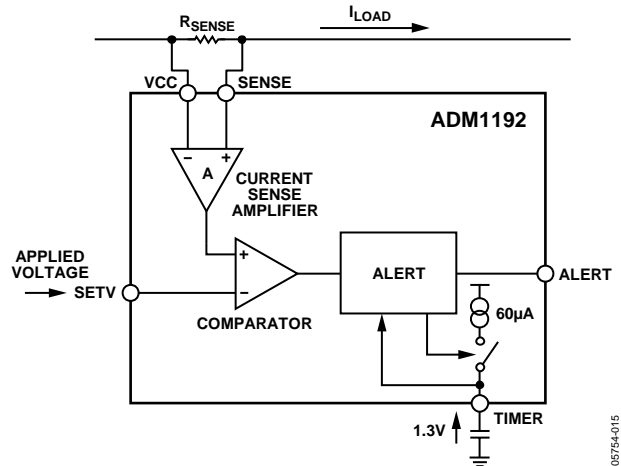 RSENSE
ILOAD
VCC
SENSE
ADM1192
− +
A
CURRENT
SENSE
AMPLIFIER
APPLIED
VOLTAGE
SETV
+
−
COMPARATOR
ALERT
ALERT
60µA
TIMER
1.3V
05754-015